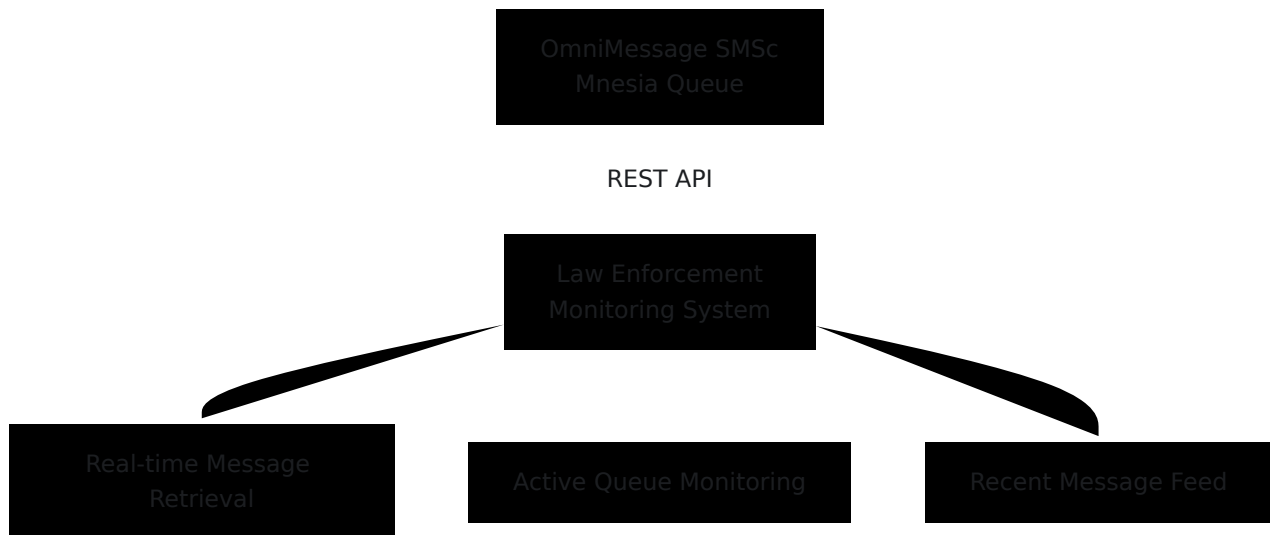 OmniMessage SMSc
Mnesia Queue
REST API
Law Enforcement
Monitoring System
Real-time Message
Retrieval
Active Queue Monitoring
Recent Message Feed